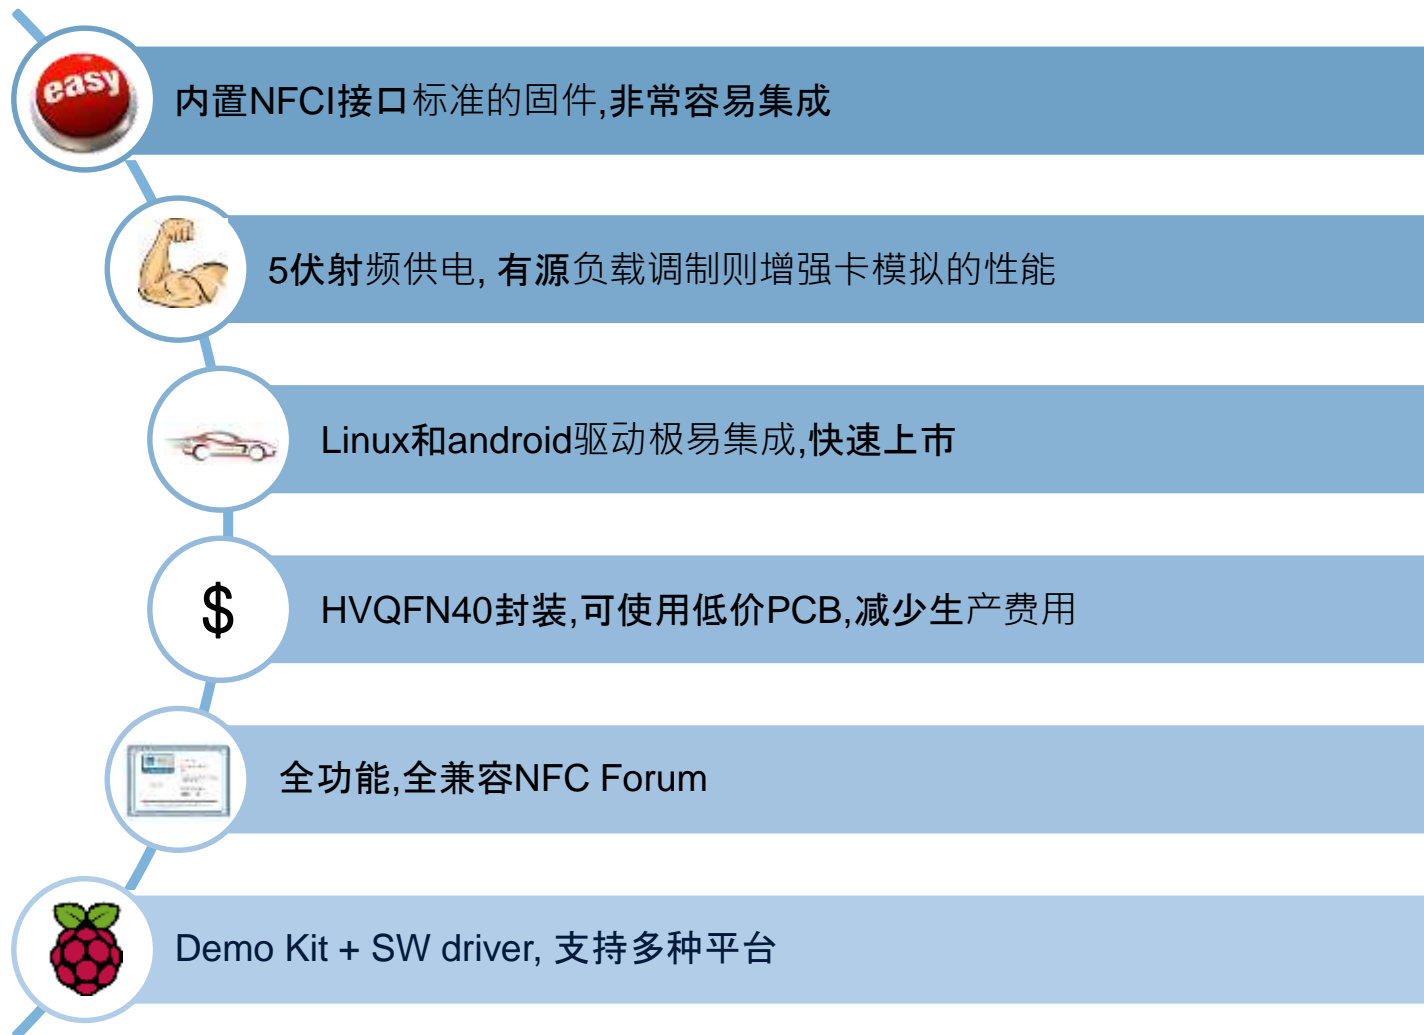 easy
内置NFCI接口标准的固件,非常容易集成
5伏射频供电, 有源负载调制则增强卡模拟的性能
Linux和android驱动极易集成,快速上市
$
HVQFN40封装,可使用低价PCB,减少生产费用
全功能,全兼容NFC Forum
Demo Kit + SW driver, 支持多种平台